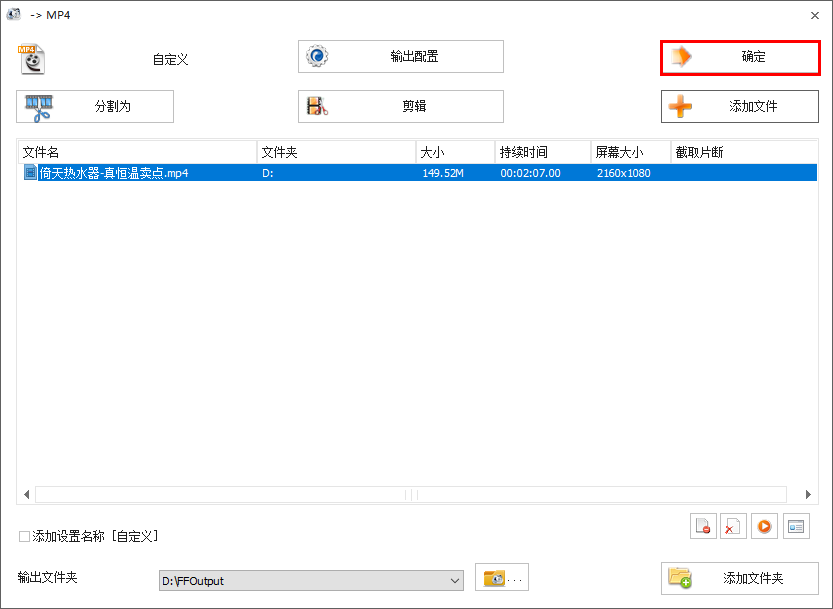 -> MP4
MP4
自定义
输出配置
确定
分割为
剪辑
添加文件
文件名 文件夹 大小 持续时间 屏幕大小 截取片断
倚天热水器-真恒温卖点.mp4 D: 149.52M 00:02:07.00 2160x1080
添加设置名称 [自定义]
输出文件夹
D:\FFOutput
...
添加文件夹